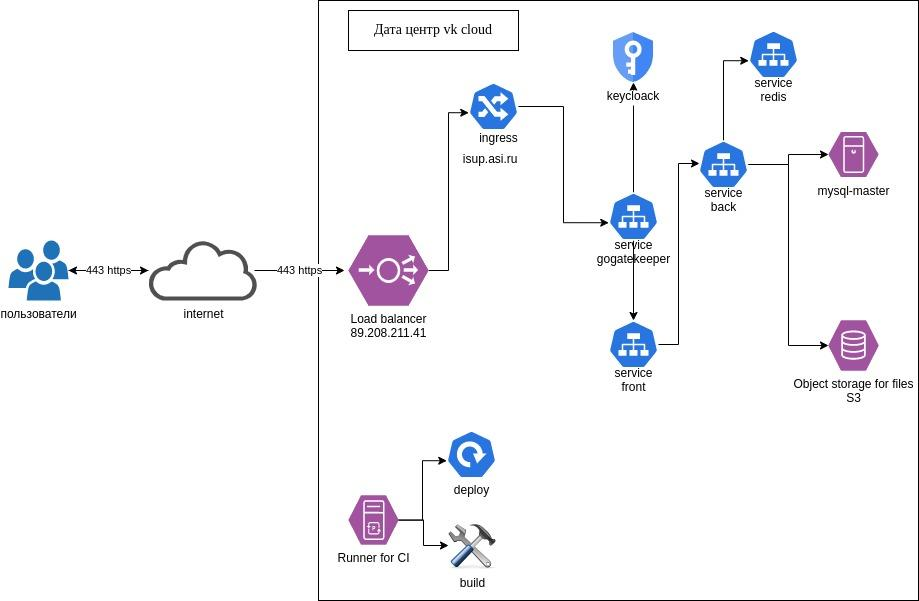 Дата центр vk cloud
keycloack
service
redis
ingress
isup.asi.ru
mysql-master
service
back
service
gogatekeeper
443 https
443 https
пользователи
internet
Load balancer
89.208.211.41
service
front
Object storage for files
S3
deploy
P
Runner for CI
build